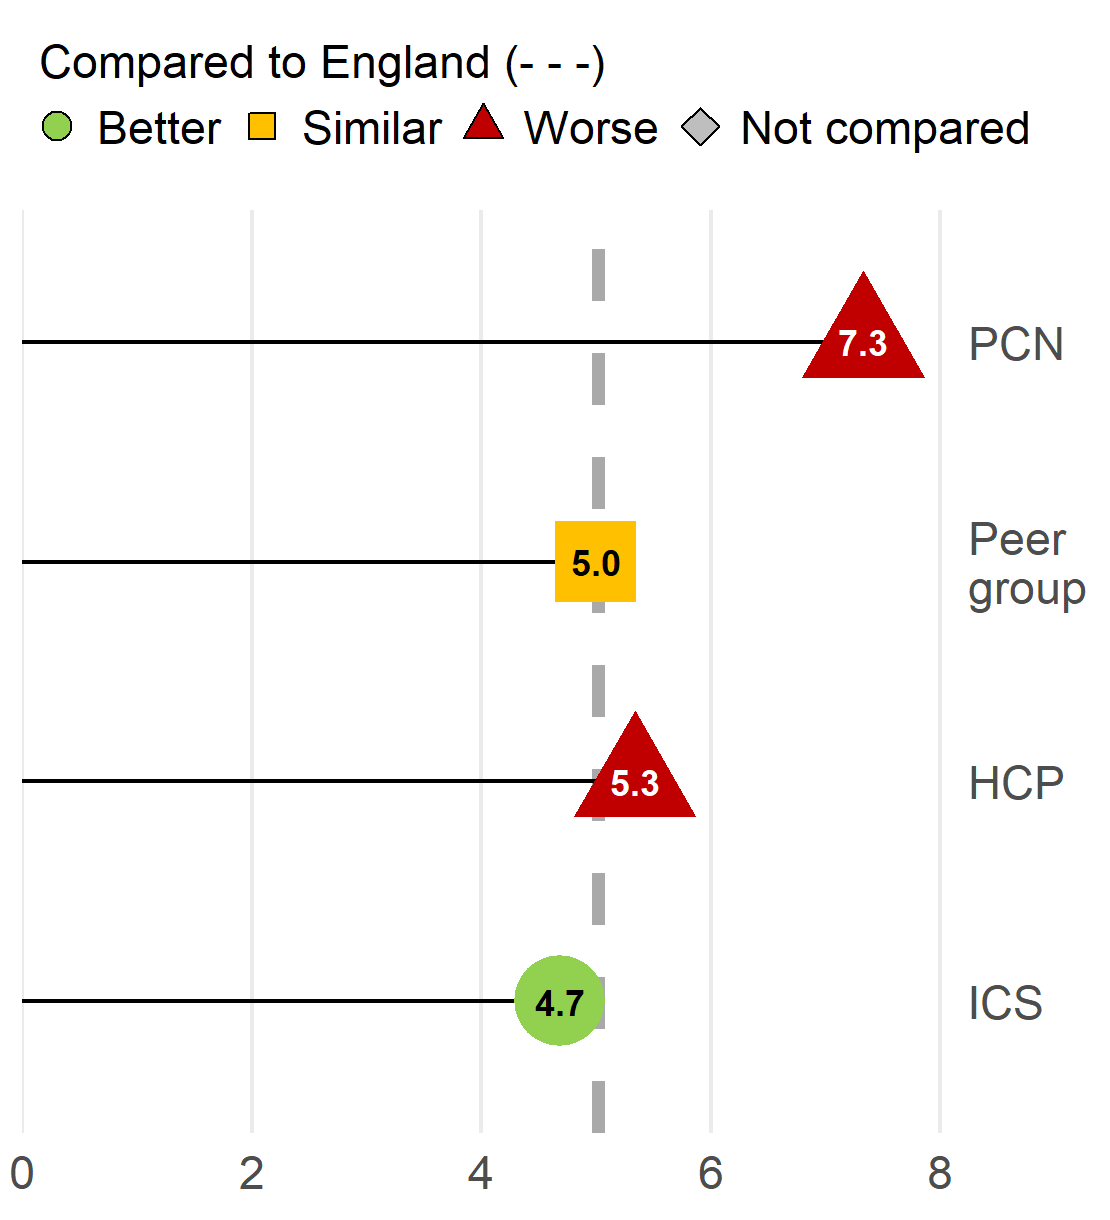 Compared to England (- - -)
Better Similar Worse Not compared
7.3 PCN
5.0 Peer
group
5.3 HCP
4.7 ICS
0 2 4 6 8